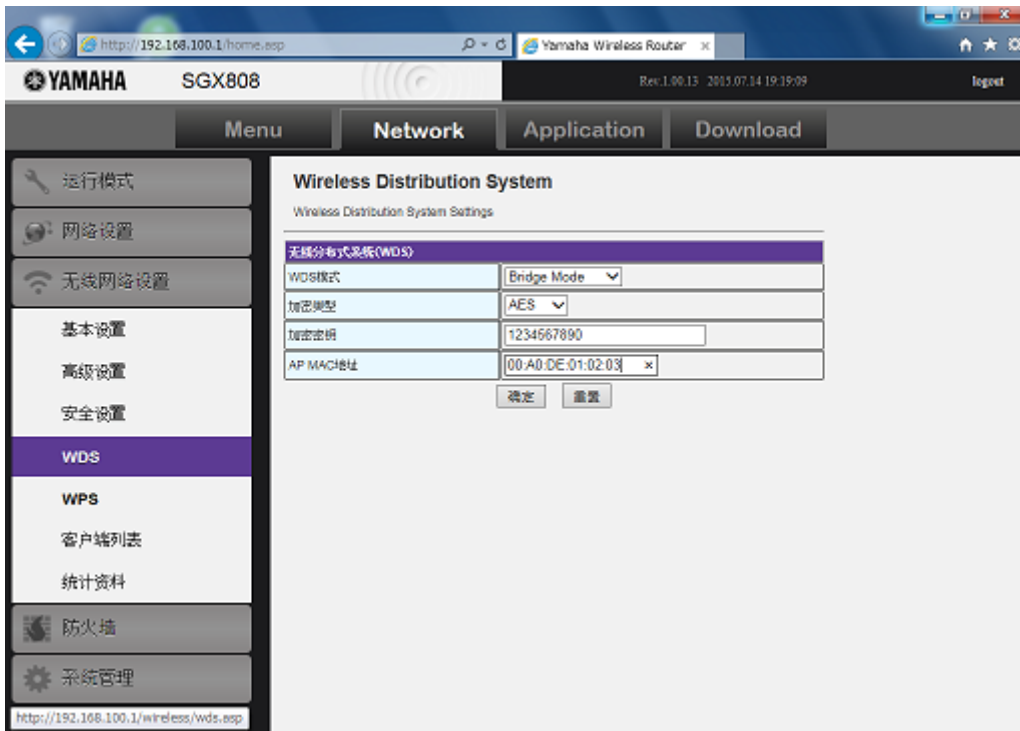 http://192.168.100.1/home.asp
Yamaha Wireless Router
YAMAHA SGX808
Rev.1.00.13 2015.07.14 19:19:09
logout
Menu Network Application Download
运行模式
网络设置
无线网络设置
基本设置
高级设置
安全设置
WDS
WPS
客户端列表
统计资料
防火墙
系统管理
http://192.168.100.1/wireless/wds.asp
Wireless Distribution System
Wireless Distribution System Settings
无线分布式系统(WDS)
WDS模式 Bridge Mode
加密类型 AES
加密密钥 1234567890
AP MAC地址 00:A0:DE:01:02:03
确定 重置